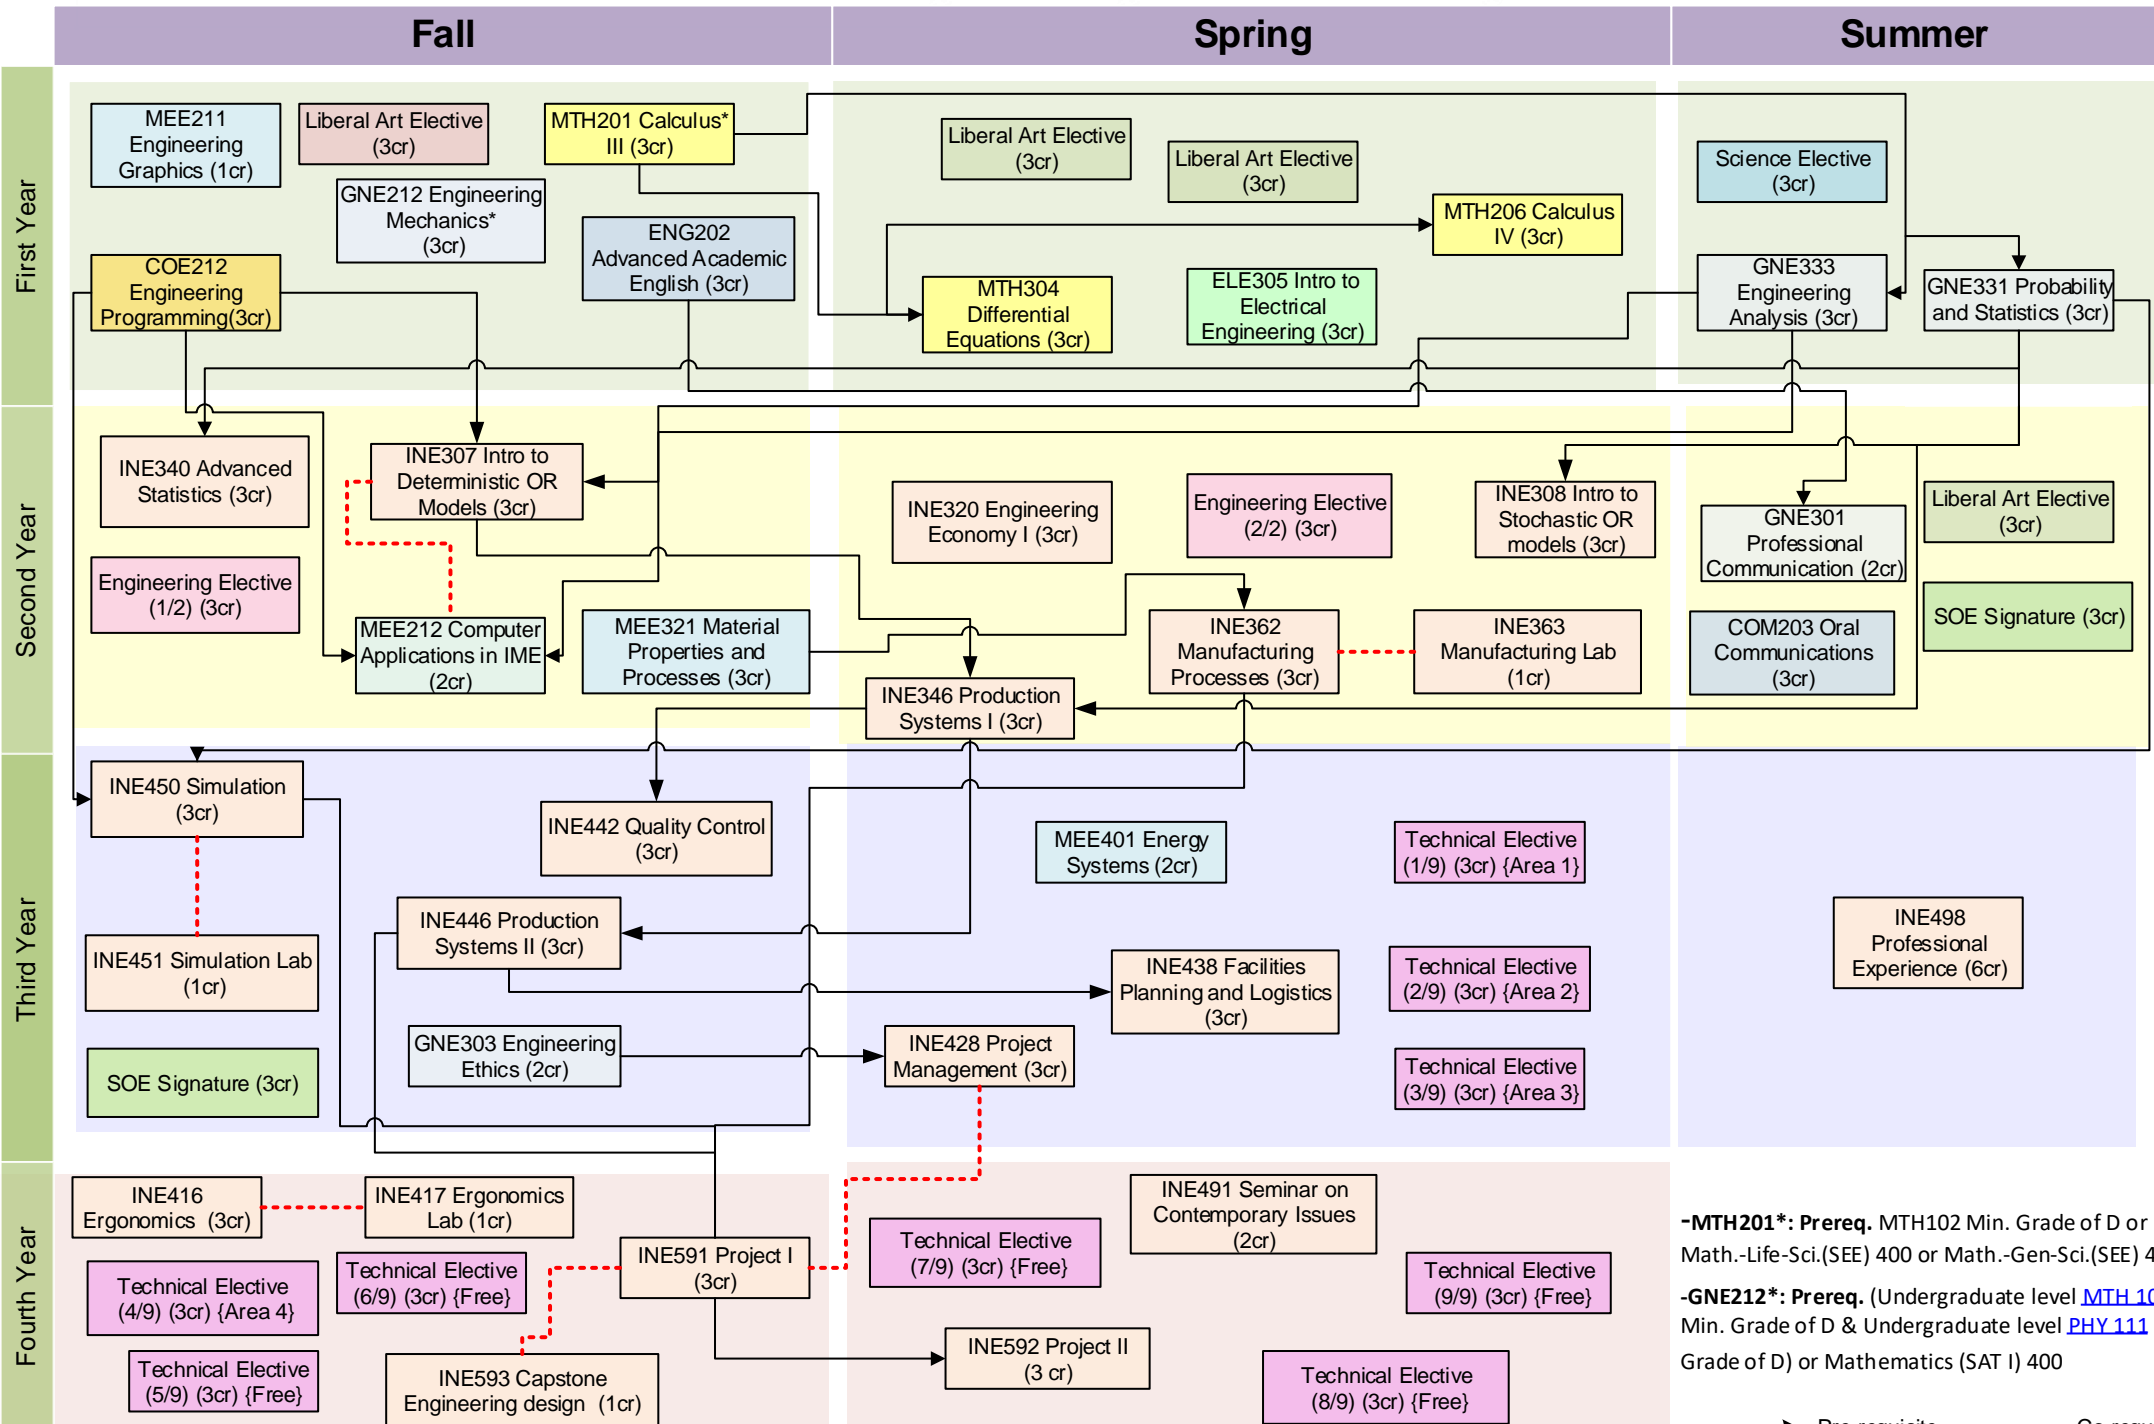 Fall
Spring
Summer
First Year
MEE211
Engineering
Graphics (1cr)
Liberal Art Elective
(3cr)
MTH201 Calculus*
III (3cr)
GNE212 Engineering
Mechanics*
(3cr)
ENG202
Advanced Academic
English (3cr)
COE212
Engineering
Programming(3cr)
Liberal Art Elective
(3cr)
Liberal Art Elective
(3cr)
MTH206 Calculus
IV (3cr)
MTH304
Differential
Equations (3cr)
ELE305 Intro to
Electrical
Engineering (3cr)
Science Elective
(3cr)
GNE333
Engineering
Analysis (3cr)
GNE331 Probability
and Statistics (3cr)
Second Year
INE340 Advanced
Statistics (3cr)
INE307 Intro to
Deterministic OR
Models (3cr)
Engineering Elective
(1/2) (3cr)
MEE212 Computer
Applications in IME
(2cr)
MEE321 Material
Properties and
Processes (3cr)
INE320 Engineering
Economy I (3cr)
Engineering Elective
(2/2) (3cr)
INE308 Intro to
Stochastic OR
models (3cr)
INE362
Manufacturing
Processes (3cr)
INE363
Manufacturing Lab
(1cr)
INE346 Production
Systems I (3cr)
GNE301
Professional
Communication (2cr)
Liberal Art Elective
(3cr)
COM203 Oral
Communications
(3cr)
SOE Signature (3cr)
Third Year
INE450 Simulation
(3cr)
INE442 Quality Control
(3cr)
INE446 Production
Systems II (3cr)
INE451 Simulation Lab
(1cr)
GNE303 Engineering
Ethics (2cr)
SOE Signature (3cr)
MEE401 Energy
Systems (2cr)
Technical Elective
(1/9) (3cr) {Area 1}
INE438 Facilities
Planning and Logistics
(3cr)
Technical Elective
(2/9) (3cr) {Area 2}
INE428 Project
Management (3cr)
Technical Elective
(3/9) (3cr) {Area 3}
INE498
Professional
Experience (6cr)
Fourth Year
INE416
Ergonomics (3cr)
INE417 Ergonomics
Lab (1cr)
INE591 Project I
(3cr)
Technical Elective
(4/9) (3cr) {Area 4}
Technical Elective
(6/9) (3cr) {Free}
Technical Elective
(5/9) (3cr) {Free}
INE593 Capstone
Engineering design (1cr)
INE491 Seminar on
Contemporary Issues
(2cr)
Technical Elective
(7/9) (3cr) {Free}
Technical Elective
(9/9) (3cr) {Free}
INE592 Project II
(3 cr)
Technical Elective
(8/9) (3cr) {Free}
-MTH201*: Prereq. MTH102 Min. Grade of D or
Math.-Life-Sci.(SEE) 400 or Math.-Gen-Sci.(SEE) 4
-GNE212*: Prereq. (Undergraduate level MTH 10
Min. Grade of D & Undergraduate level PHY 111
Grade of D) or Mathematics (SAT I) 400